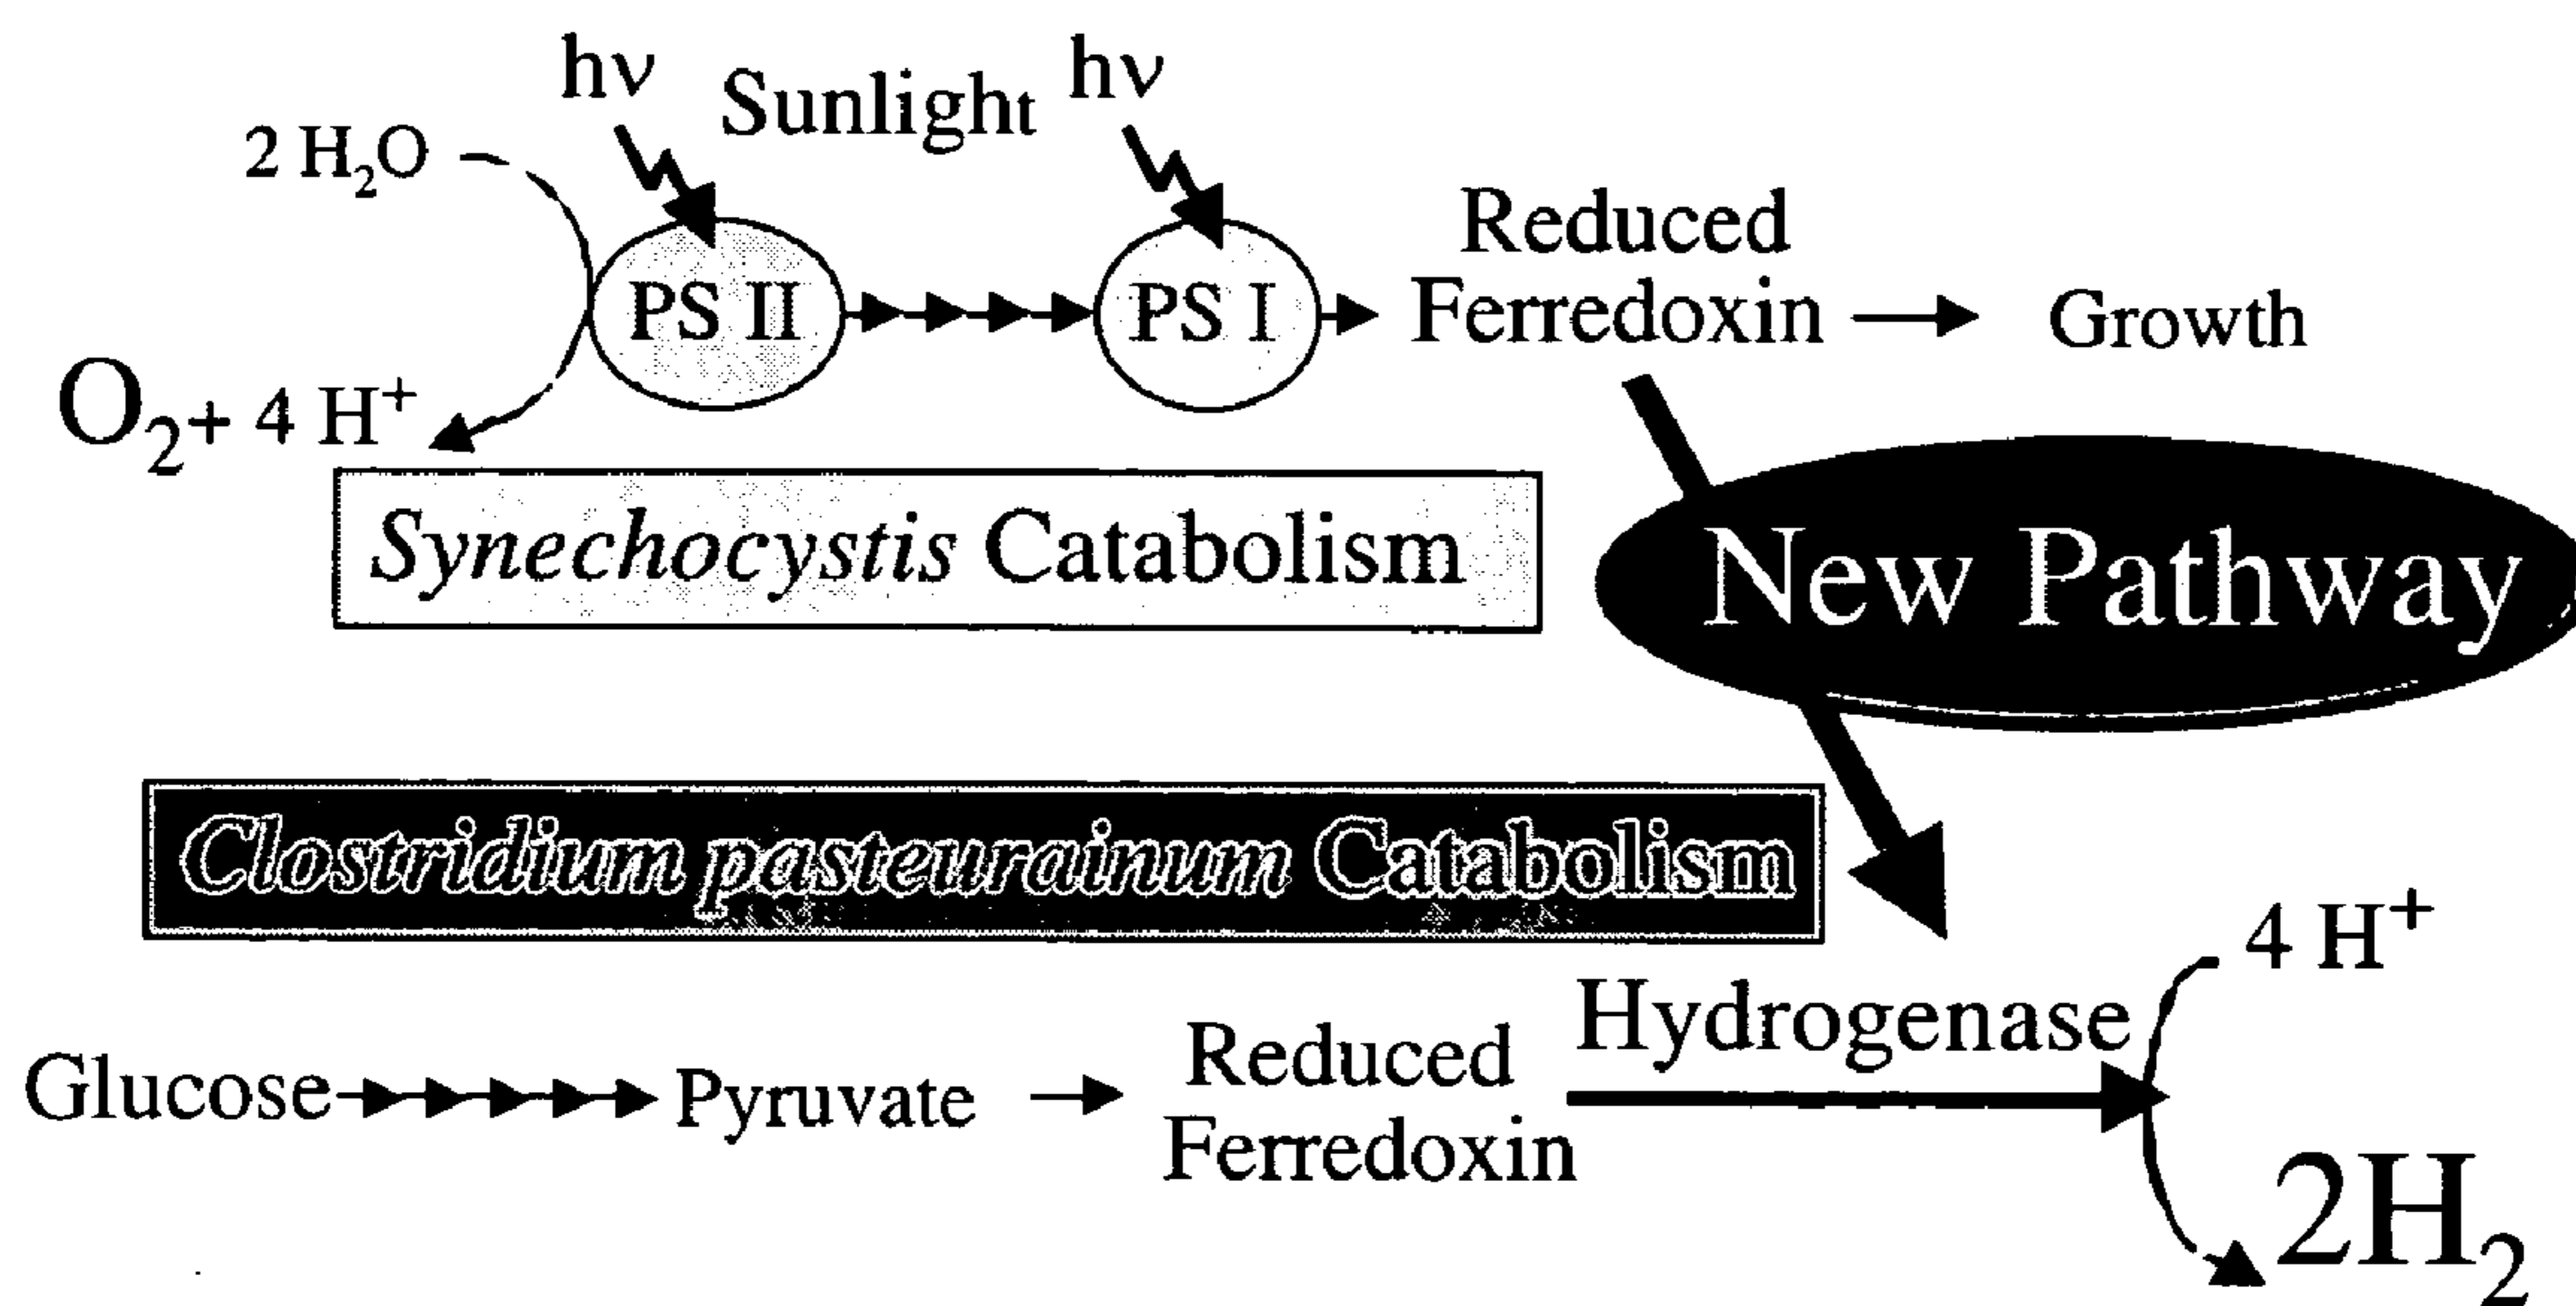 hν Sunlight hν
2 H₂O
Reduced
Ferredoxin
PS II
PS I
Growth
O₂ + 4 H⁺
Synechocystis Catabolism
New Pathway
Clostridium pasteurainum Catabolism
4 H⁺
Hydrogenase
Glucose
Pyruvate
Reduced
Ferredoxin
2H₂